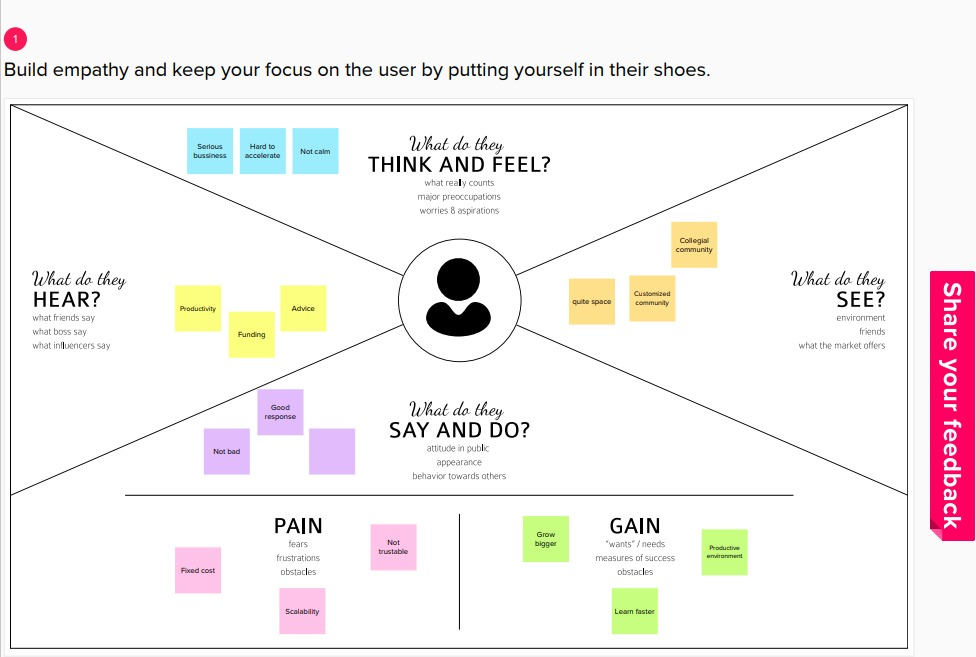 1
Build empathy and keep your focus on the user by putting yourself in their shoes.
Serious
bussiness
Hard to
accelerate
Not calm
What do they
THINK AND FEEL?
what really counts
major preoccupations
worries & aspirations
What do they
HEAR?
what friends say
what boss say
what influencers say
Productivity
Funding
Advice
Collegial
community
quite space
Customized
community
What do they
SEE?
environment
friends
what the market offers
Good
response
Not bad
What do they
SAY AND DO?
attitude in public
appearance
behavior towards others
PAIN
fears
frustrations
obstacles
Fixed cost
Not
trustable
Scalability
GAIN
"wants" / needs
measures of success
obstacles
Grow
bigger
Productive
environment
Learn faster
Share your feedback